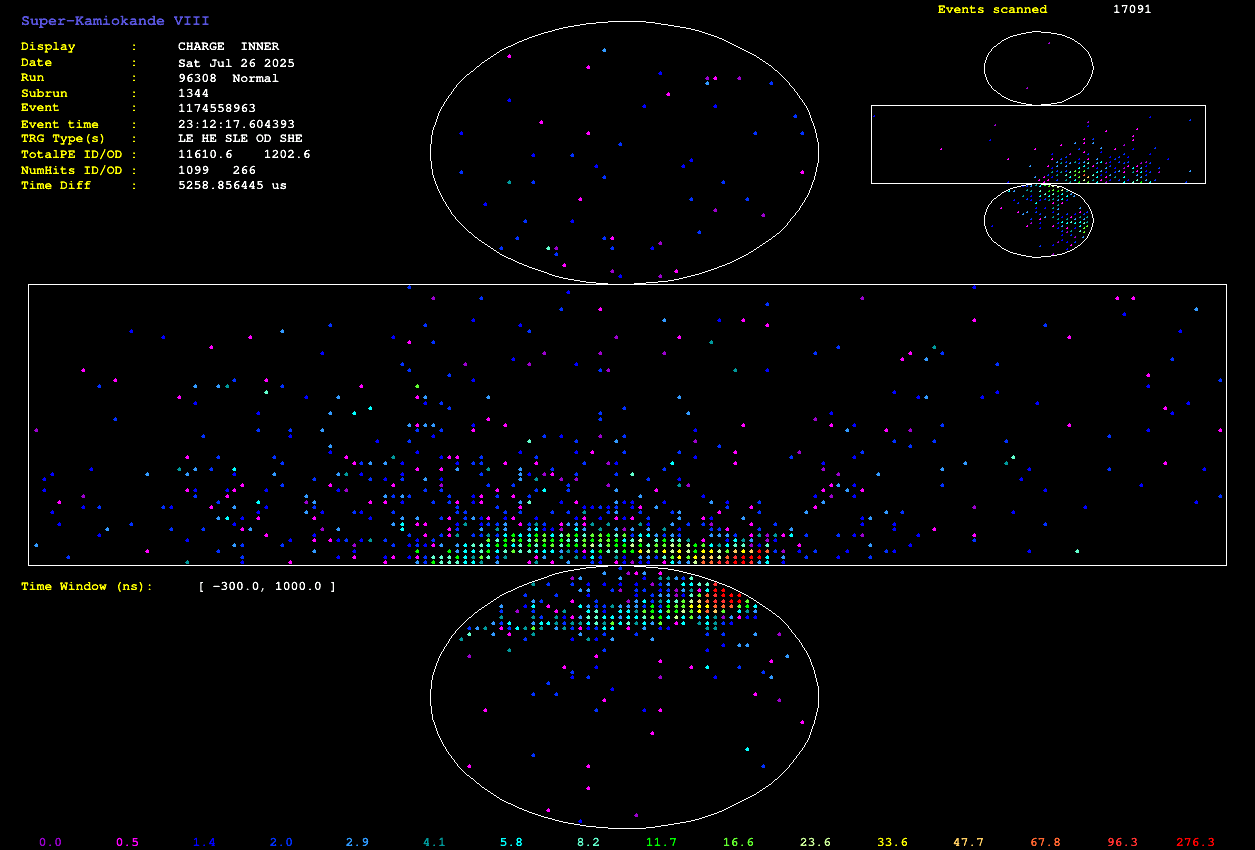 Super-Kamiokande VIII
Events scanned 17091
Display : CHARGE INNER
Date : Sat Jul 26 2025
Run : 96308 Normal
Subrun : 1344
Event : 1174558963
Event time : 23:12:17.604393
TRG Type(s) : LE HE SLE OD SHE
TotalPE ID/OD : 11610.6 1202.6
NumHits ID/OD : 1099 266
Time Diff : 5258.856445 us
Time Window (ns): [ -300.0, 1000.0 ]
0.0 0.5 1.4 2.0 2.9 4.1 5.8 8.2 11.7 16.6 23.6 33.6 47.7 67.8 96.3 276.3